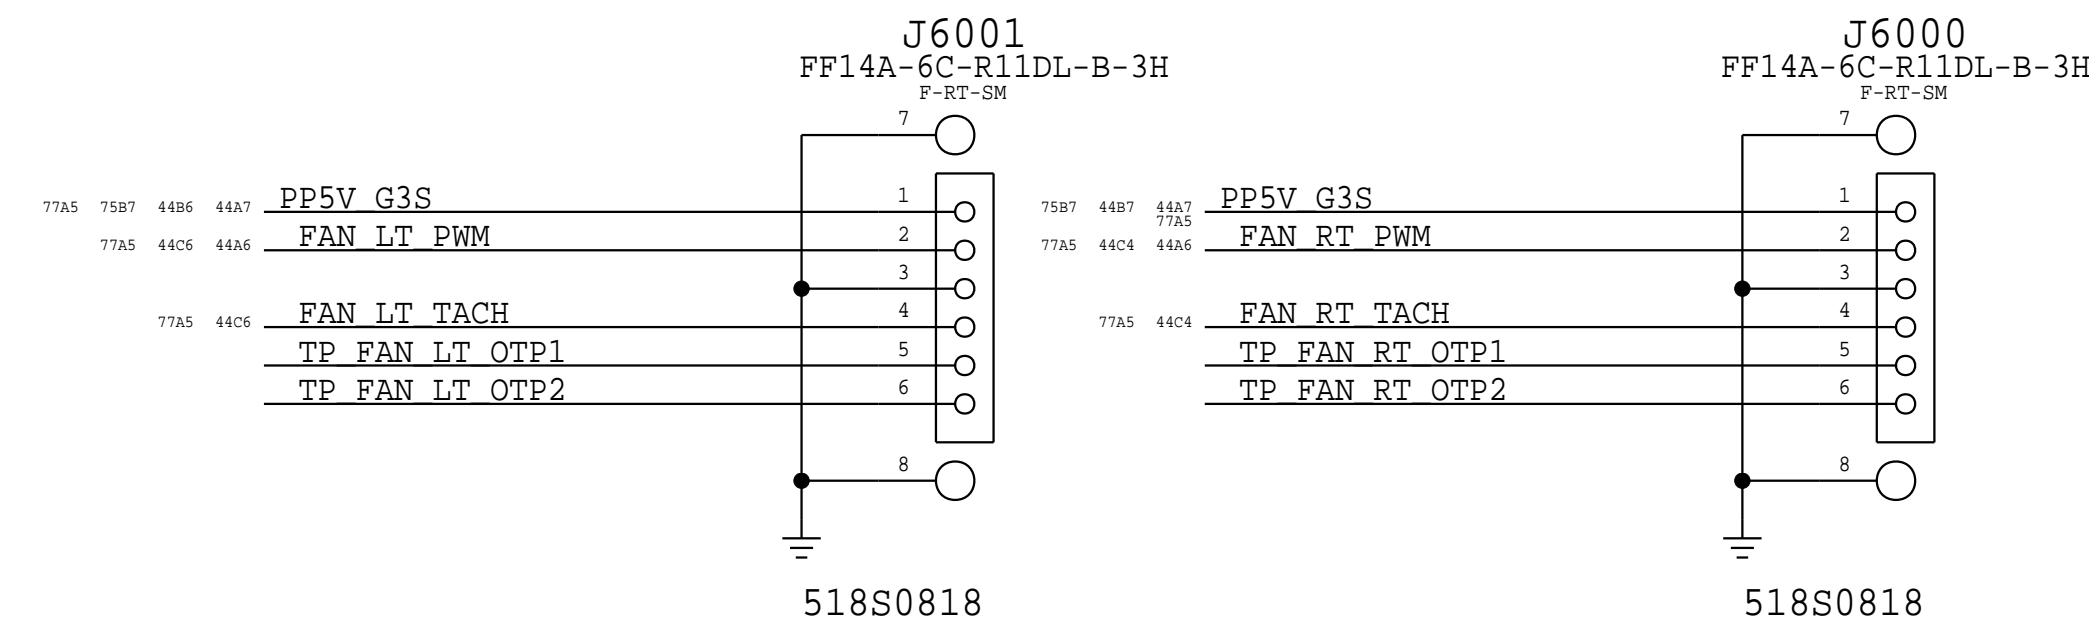 J6001
FF14A-6C-R11DL-B-3H
F-RT-SM
7
77A5 75B7 44B6 44A7 PP5V_G3S 1
77A5 44C6 44A6 FAN_LT_PWM 2
3
77A5 44C6 FAN_LT_TACH 4
TP_FAN_LT_OTP1 5
TP_FAN_LT_OTP2 6
8
518S0818
J6000
FF14A-6C-R11DL-B-3H
F-RT-SM
7
75B7 44B7 44A7 PP5V_G3S 1
77A5
77A5 44C4 44A6 FAN_RT_PWM 2
3
77A5 44C4 FAN_RT_TACH 4
TP_FAN_RT_OTP1 5
TP_FAN_RT_OTP2 6
8
518S0818